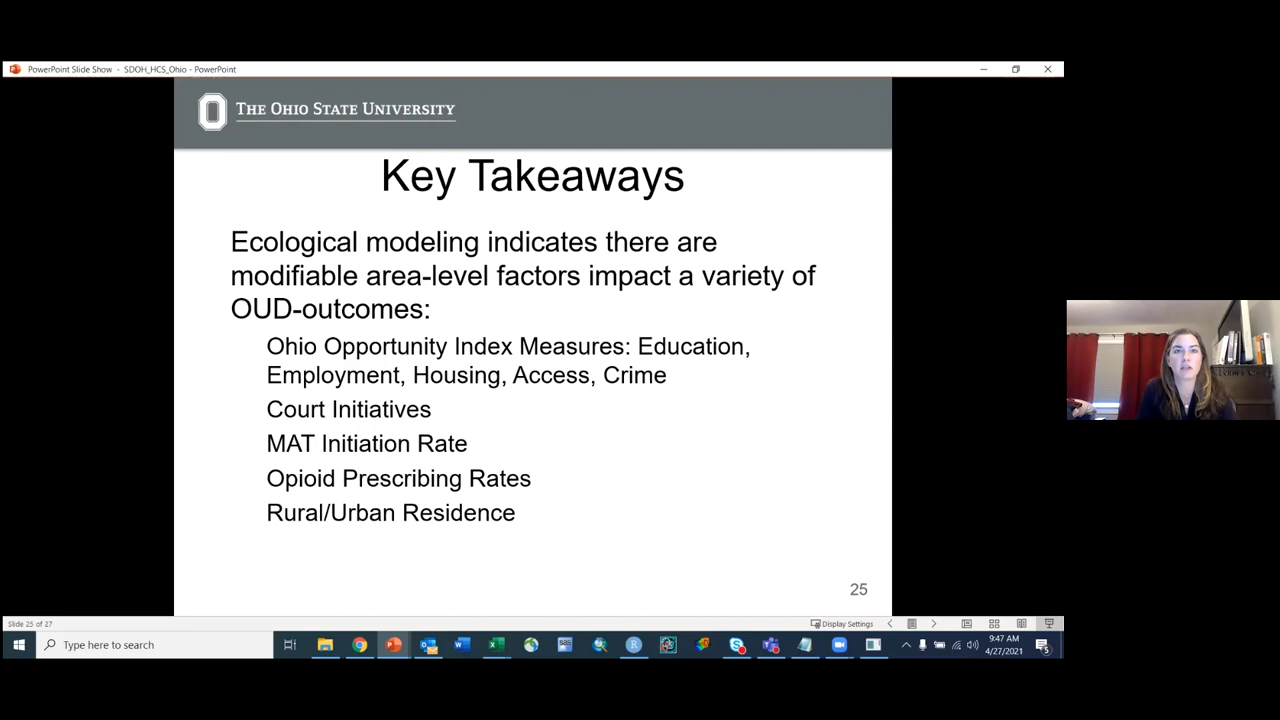 PowerPoint Slide Show - SDOH_HCS_Ohio - PowerPoint
THE OHIO STATE UNIVERSITY
Key Takeaways
Ecological modeling indicates there are
modifiable area-level factors impact a variety of
OUD-outcomes:
Ohio Opportunity Index Measures: Education,
Employment, Housing, Access, Crime
Court Initiatives
MAT Initiation Rate
Opioid Prescribing Rates
Rural/Urban Residence
25
Slide 25 of 27
Display Settings
Type here to search
9:47 AM
4/27/2021